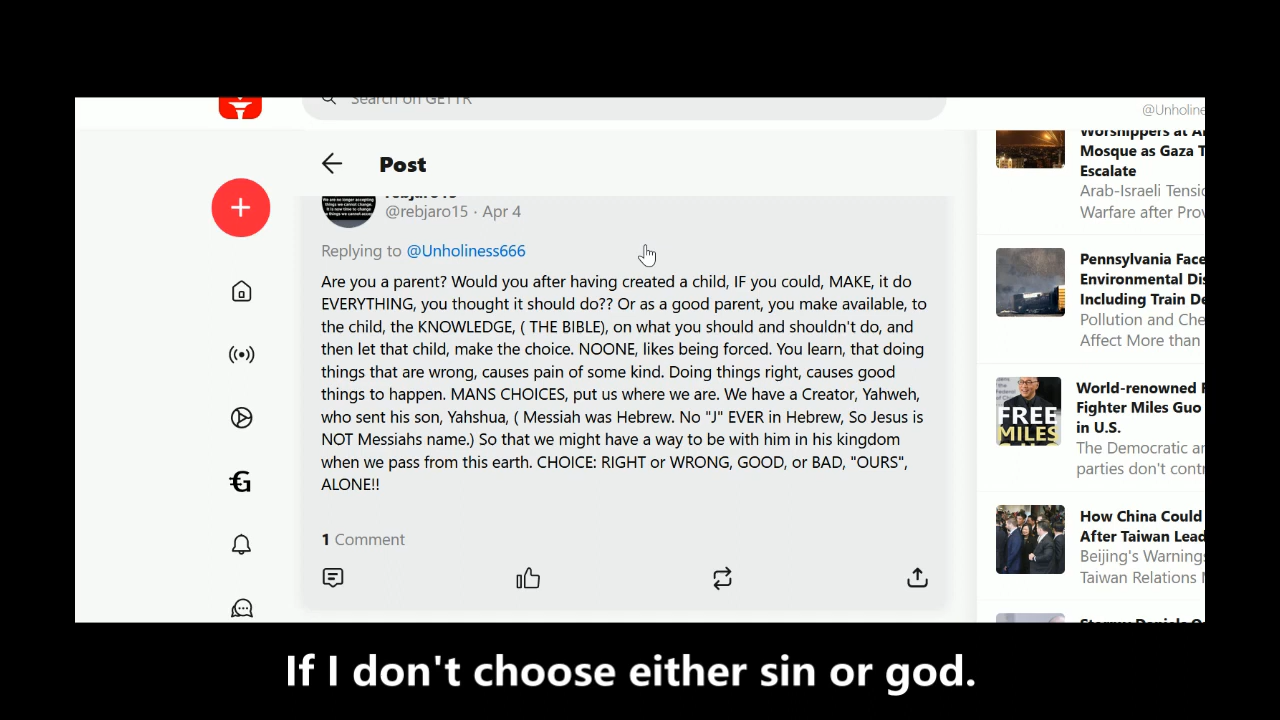 Search on GETTR
@Unholine
Post
@rebjaro15 · Apr 4
Replying to @Unholiness666
Are you a parent? Would you after having created a child, IF you could, MAKE, it do
EVERYTHING, you thought it should do?? Or as a good parent, you make available, to
the child, the KNOWLEDGE, ( THE BIBLE), on what you should and shouldn't do, and
then let that child, make the choice. NOONE, likes being forced. You learn, that doing
things that are wrong, causes pain of some kind. Doing things right, causes good
things to happen. MANS CHOICES, put us where we are. We have a Creator, Yahweh,
who sent his son, Yahshua, ( Messiah was Hebrew. No "J" EVER in Hebrew, So Jesus is
NOT Messiahs name.) So that we might have a way to be with him in his kingdom
when we pass from this earth. CHOICE: RIGHT or WRONG, GOOD, or BAD, "OURS",
ALONE!!
1 Comment
Worshippers at A
Mosque as Gaza T
Escalate
Arab-Israeli Tensio
Warfare after Prov
Pennsylvania Face
Environmental Dis
Including Train De
Pollution and Che
Affect More than
FREE
MILES
World-renowned
Fighter Miles Guo
in U.S.
The Democratic an
parties don't contr
How China Could
After Taiwan Lead
Beijing's Warnings
Taiwan Relations
If I don't choose either sin or god.